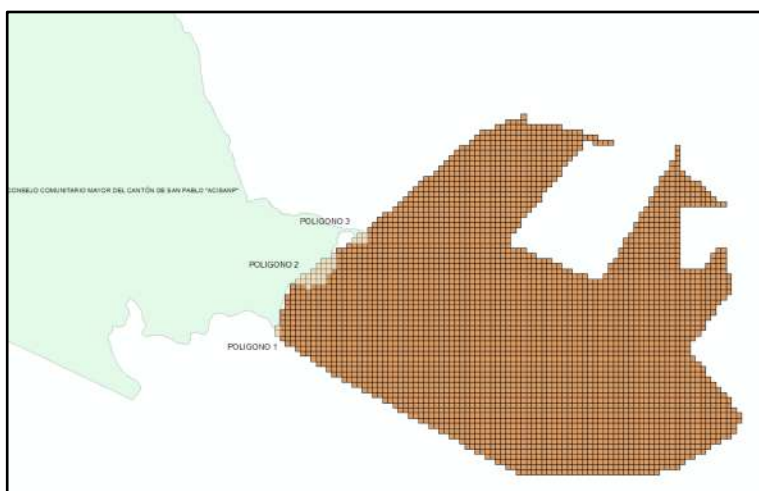 CONSEJO COMUNITARIO MAYOR DEL CANTÓN DE SAN PABLO "ACISANP"
POLIGONO 3
POLIGONO 2
POLIGONO 1